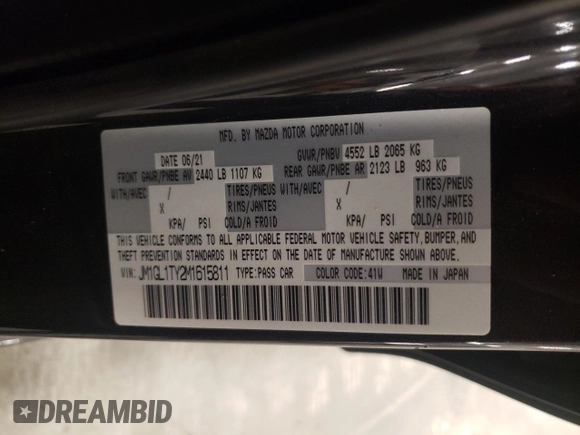 MFD. BY MAZDA MOTOR CORPORATION
DATE 06/21 GVWR/PNBV 4552 LB 2065 KG
FRONT GAWR/PNBE AV 2440 LB 1107 KG REAR GAWR/PNBE AR 2123 LB 963 KG
WITH/AVEC / TIRES/PNEUS WITH/AVEC / TIRES/PNEUS
X RIMS/JANTES X RIMS/JANTES
KPA/ PSI COLD/A FROID KPA/ PSI COLD/A FROID
THIS VEHICLE CONFORMS TO ALL APPLICABLE FEDERAL MOTOR VEHICLE SAFETY, BUMPER, AND
THEFT PREVENTION STANDARDS IN EFFECT ON THE DATE OF MANUFACTURE SHOWN ABOVE.
VIN: JM1GL1TY2M1615811 TYPE:PASS CAR COLOR CODE:41W MADE IN JAPAN
DREAMBID